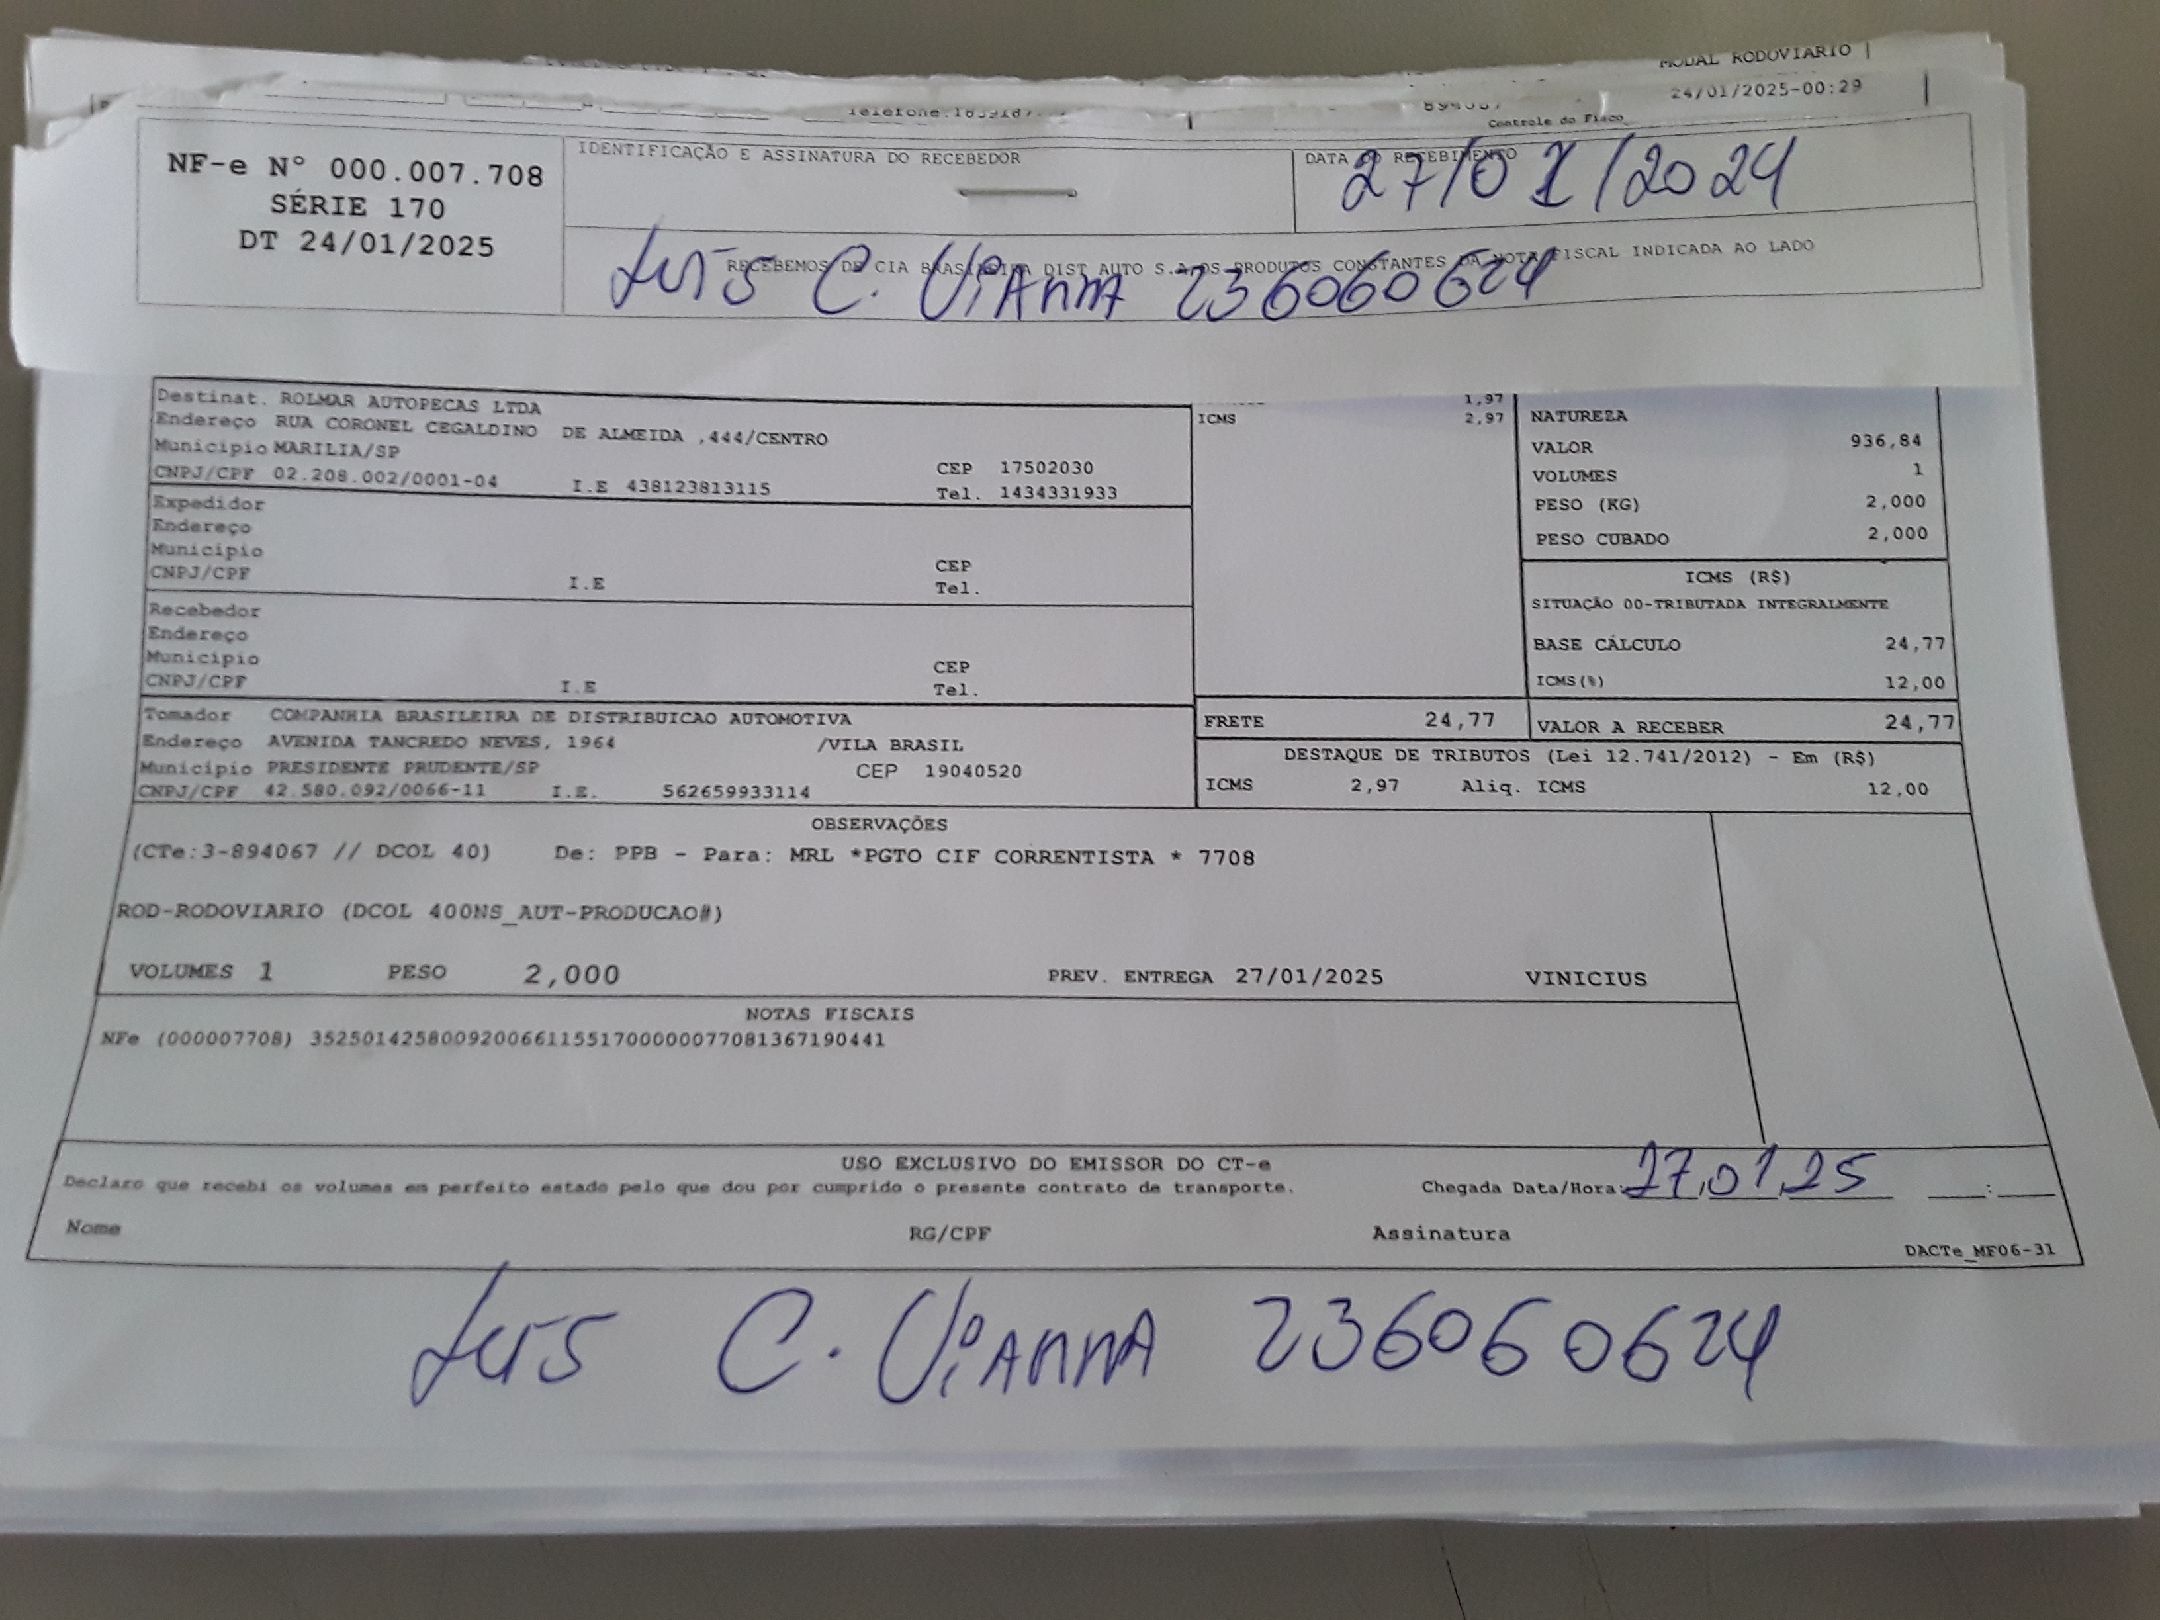 MODAL RODOVIARIO
24/01/2025-00:29
Controle do Fisco
NF-e N° 000.007.708
SÉRIE 170
DT 24/01/2025
IDENTIFICAÇÃO E ASSINATURA DO RECEBEDOR
DATA DO RECEBIMENTO
27/01/2024
RECEBEMOS DE CIA BRASILEIRA DIST AUTO S.A OS PRODUTOS CONSTANTES DA NOTA FISCAL INDICADA AO LADO
Luis C. Vianna 236060624
Destinat. ROLMAR AUTOPECAS LTDA
Endereço RUA CORONEL CEGALDINO DE ALMEIDA ,444/CENTRO
Município MARILIA/SP
CEP 17502030
CNPJ/CPF 02.208.002/0001-04 I.E 438123813115 Tel. 1434331933
Expedidor
Endereço
Município
CEP
CNPJ/CPF I.E Tel.
Recebedor
Endereço
Município
CEP
CNPJ/CPF I.E Tel.
Tomador COMPANHIA BRASILEIRA DE DISTRIBUICAO AUTOMOTIVA
Endereço AVENIDA TANCREDO NEVES, 1964 /VILA BRASIL
Município PRESIDENTE PRUDENTE/SP CEP 19040520
CNPJ/CPF 42.580.092/0066-11 I.E. 562659933114
1,97
ICMS 2,97
FRETE 24,77
NATUREZA
VALOR 936,84
VOLUMES 1
PESO (KG) 2,000
PESO CUBADO 2,000
ICMS (R$)
SITUAÇÃO 00-TRIBUTADA INTEGRALMENTE
BASE CÁLCULO 24,77
ICMS(%) 12,00
VALOR A RECEBER 24,77
DESTAQUE DE TRIBUTOS (Lei 12.741/2012) - Em (R$)
ICMS 2,97 Aliq. ICMS 12,00
OBSERVAÇÕES
(CTe:3-894067 // DCOL 40) De: PPB - Para: MRL *PGTO CIF CORRENTISTA * 7708
ROD-RODOVIARIO (DCOL 400NS_AUT-PRODUCAO#)
VOLUMES 1 PESO 2,000 PREV. ENTREGA 27/01/2025 VINICIUS
NOTAS FISCAIS
NFe (000007708) 35250142580092006611551700000077081367190441
USO EXCLUSIVO DO EMISSOR DO CT-e
Declaro que recebi os volumes em perfeito estado pelo que dou por cumprido o presente contrato de transporte. Chegada Data/Hora: 27,01,25 :
Nome RG/CPF Assinatura
DACTe_MF06-31
Luis C. Vianna 236060624